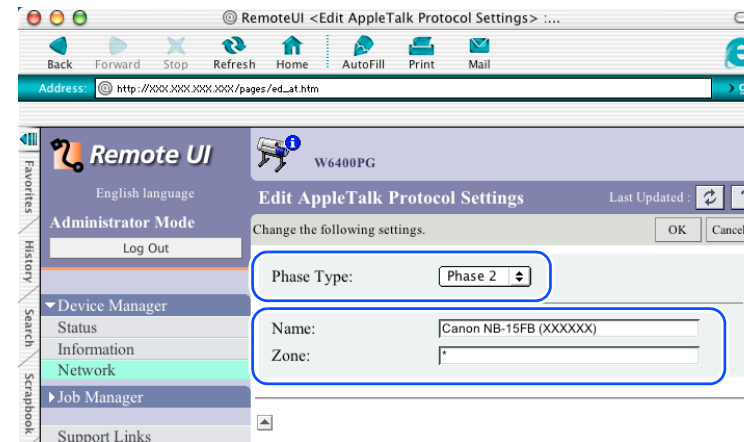 RemoteUI <Edit AppleTalk Protocol Settings> :...
Back Forward Stop Refresh Home AutoFill Print Mail
Address: http://XXX.XXX.XXX.XXX/pages/ed_at.htm
Favorites
History
Search
Scrapbook
Remote UI
English language
Administrator Mode
Log Out
Device Manager
Status
Information
Network
Job Manager
Support Links
W6400PG
Edit AppleTalk Protocol Settings Last Updated :
Change the following settings. OK Cancel
Phase Type: Phase 2
Name: Canon NB-15FB (XXXXXX)
Zone: *